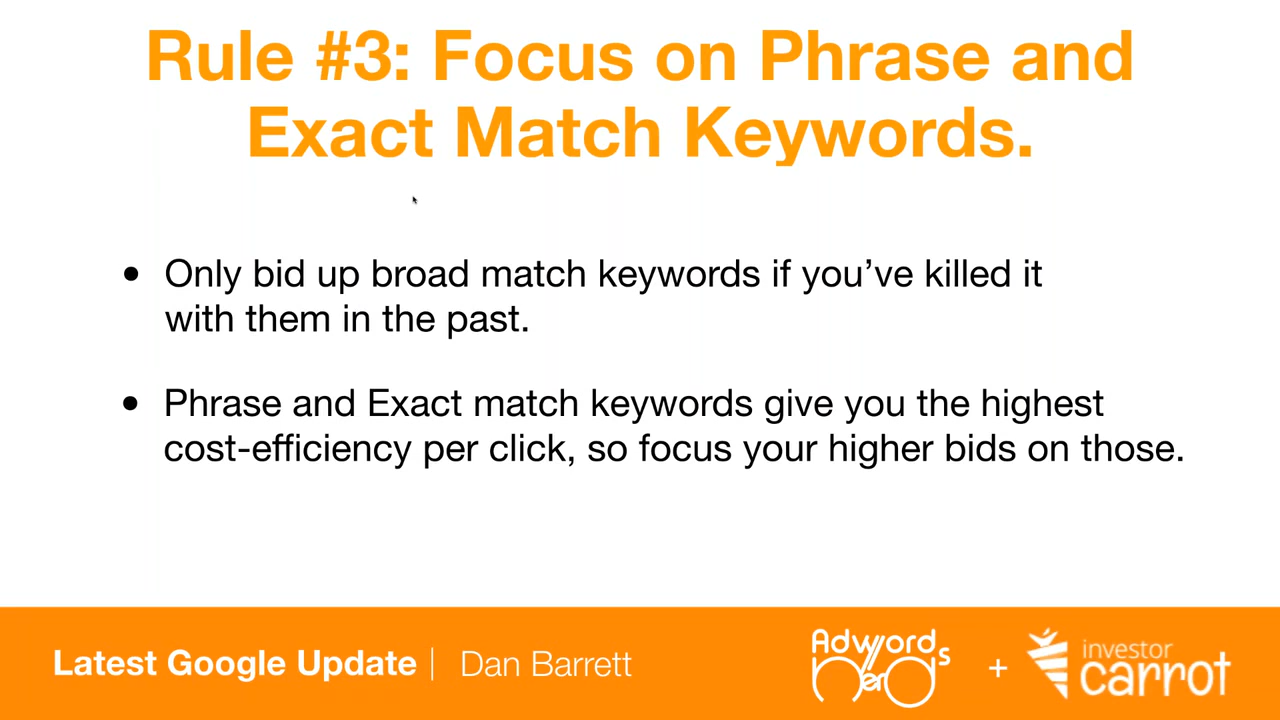 Rule #3: Focus on Phrase and
Exact Match Keywords.
• Only bid up broad match keywords if you’ve killed it
with them in the past.
• Phrase and Exact match keywords give you the highest
cost-efficiency per click, so focus your higher bids on those.
Latest Google Update | Dan Barrett
Adwords
Nerds
+
investor
carrot